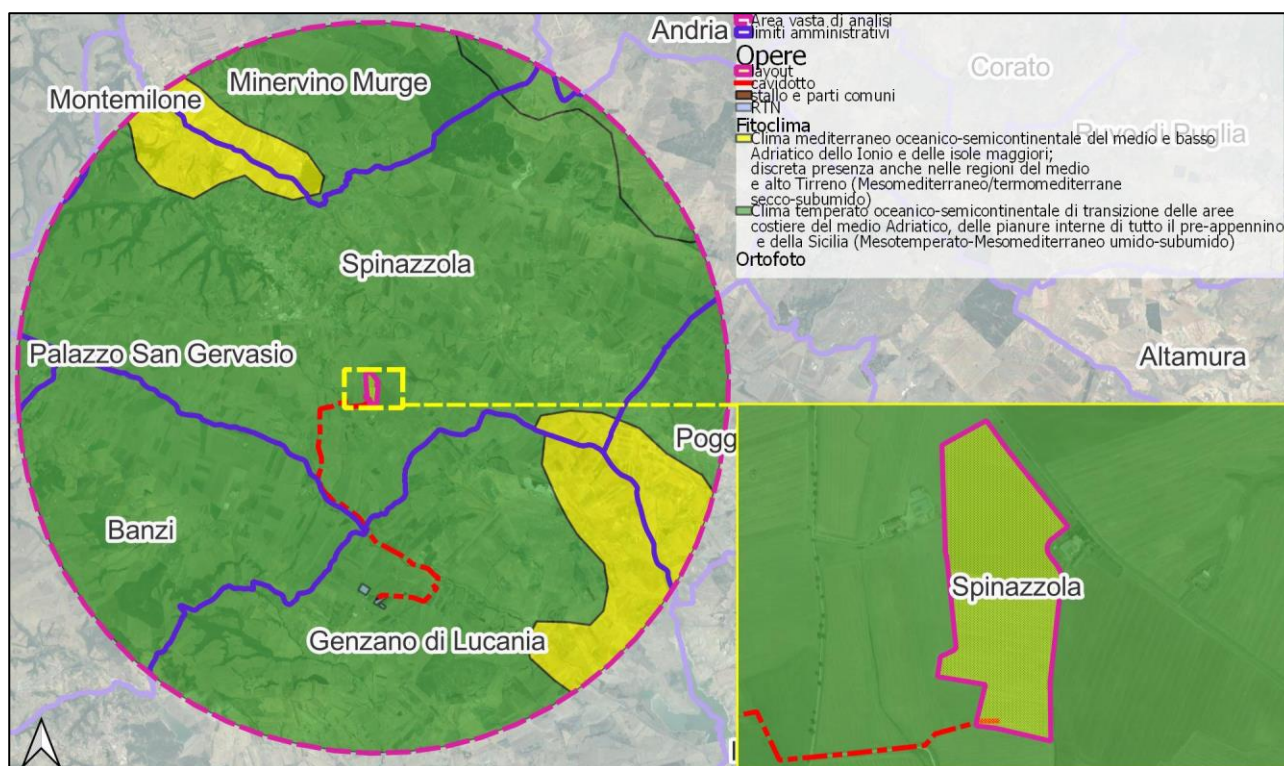 Area vasta di analisi
limiti amministrativi
Opere
layout
cavidotto
stallo e parti comuni
RTN
Fitoclima
Clima mediterraneo oceanico-semicontinentale del medio e basso
Adriatico dello Ionio e delle isole maggiori;
discreta presenza anche nelle regioni del medio
e alto Tirreno (Mesomediterraneo/termomediterrane
secco-subumido)
Clima temperato oceanico-semicontinentale di transizione delle aree
costiere del medio Adriatico, delle pianure interne di tutto il pre-appennino
e della Sicilia (Mesotemperato-Mesomediterraneo umido-subumido)
Ortofoto
Andria
Corato
Ruvo di Puglia
Minervino Murge
Montemilone
Spinazzola
Palazzo San Gervasio
Altamura
Pogg
Banzi
Genzano di Lucania
Spinazzola